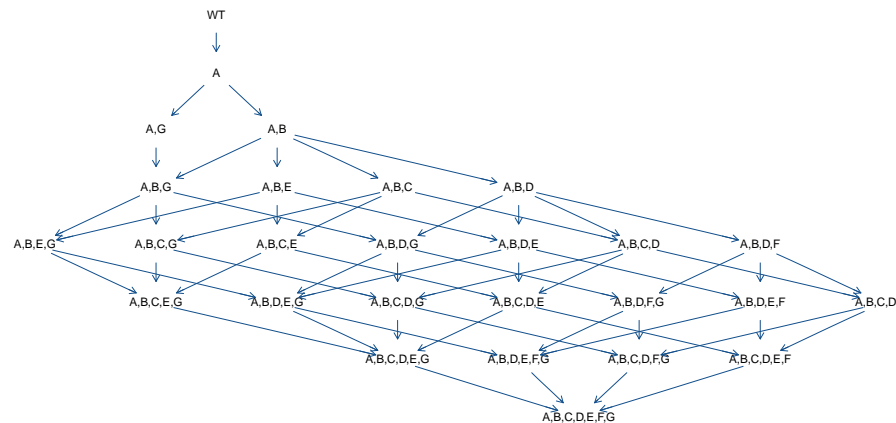 WT
A
A,G A,B
A,B,G A,B,E A,B,C A,B,D
A,B,E,G A,B,C,G A,B,C,E A,B,D,G A,B,D,E A,B,C,D A,B,D,F
A,B,C,E,G A,B,D,E,G A,B,C,D,G A,B,C,D,E A,B,D,F,G A,B,D,E,F A,B,C,D
A,B,C,D,E,G A,B,D,E,F,G A,B,C,D,F,G A,B,C,D,E,F
A,B,C,D,E,F,G